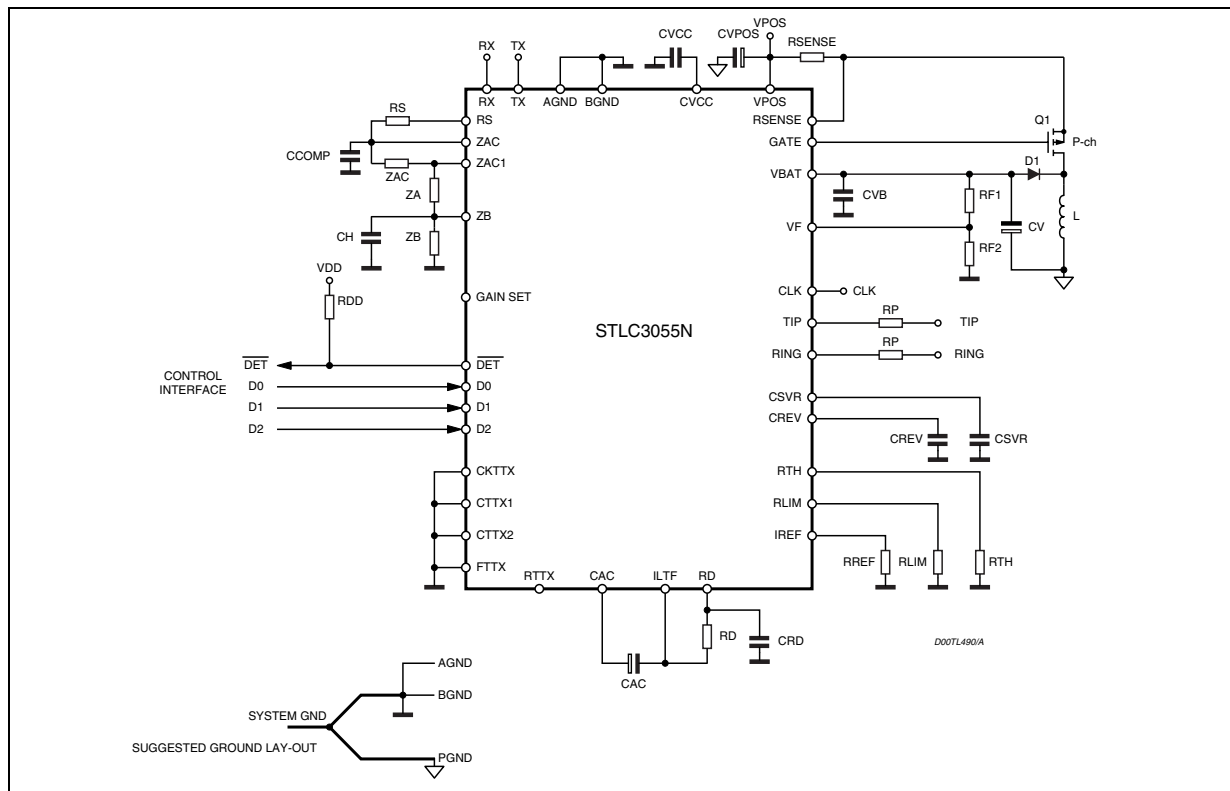 VPOS
RX TX CVCC CVPOS RSENSE
RX TX AGND BGND CVCC VPOS
RS RS RSENSE
Q1
ZAC GATE P-ch
CCOMP
ZAC ZAC1 D1
VBAT
ZA CVB RF1
ZB CV L
CH ZB VF
RF2
VDD
RDD GAIN SET CLK CLK
RP
STLC3055N TIP TIP
RP
RING RING
DET DET
CONTROL
INTERFACE
D0 D0
D1 D1 CSVR
D2 D2 CREV
CREV CSVR
CKTTX RTH
CTTX1 RLIM
CTTX2 IREF
FTTX RREF RLIM RTH
RTTX CAC ILTF RD
RD CRD
D00TL490/A
CAC
AGND
BGND
SYSTEM GND
SUGGESTED GROUND LAY-OUT
PGND